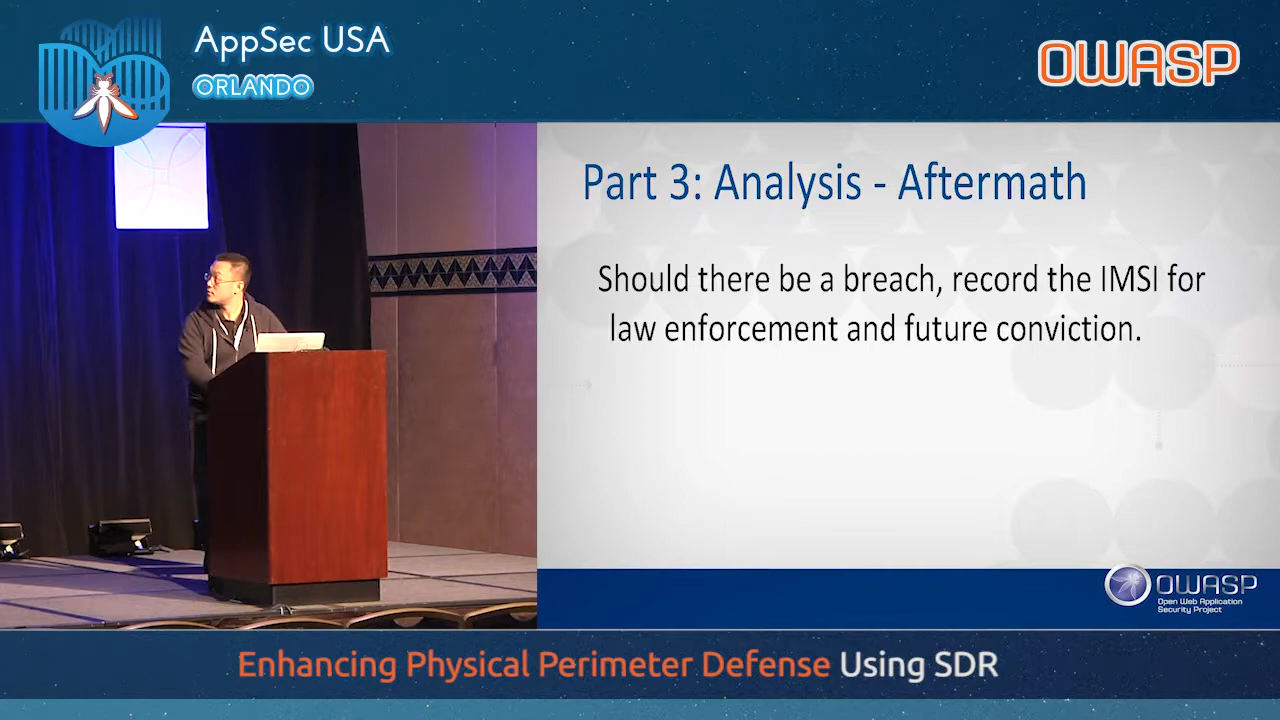 AppSec USA
ORLANDO
OWASP
Part 3: Analysis - Aftermath
Should there be a breach, record the IMSI for
law enforcement and future conviction.
OWASP
Open Web Application
Security Project
Enhancing Physical Perimeter Defense Using SDR